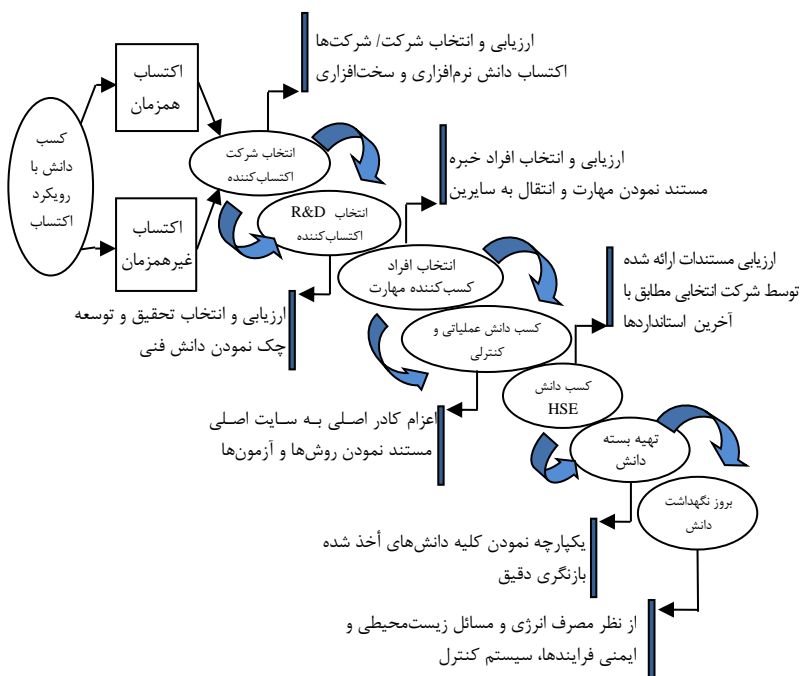 کسب
دانش با
رویکرد
اکتساب
اکتساب
همزمان
اکتساب
غیرهمزمان
ارزیابی و انتخاب شرکت/ شرکت‌ها
اکتساب دانش نرم‌افزاری و سخت‌افزاری
انتخاب شرکت
اکتساب‌کننده
ارزیابی و انتخاب افراد خبره
مستند نمودن مهارت و انتقال به سایرین
انتخاب R&D
اکتساب‌کننده
انتخاب افراد
کسب‌کننده مهارت
ارزیابی مستندات ارائه شده
توسط شرکت انتخابی مطابق با
آخرین استانداردها
ارزیابی و انتخاب تحقیق و توسعه
چک نمودن دانش فنی
کسب دانش عملیاتی و
کنترلی
کسب دانش
HSE
اعزام کادر اصلی به سایت اصلی
مستند نمودن روش‌ها و آزمون‌ها
تهیه بسته
دانش
بروز نگهداشت
دانش
یکپارچه نمودن کلیه دانش‌های أخذ شده
بازنگری دقیق
از نظر مصرف انرژی و مسائل زیست‌محیطی و
ایمنی فرایندها، سیستم کنترل